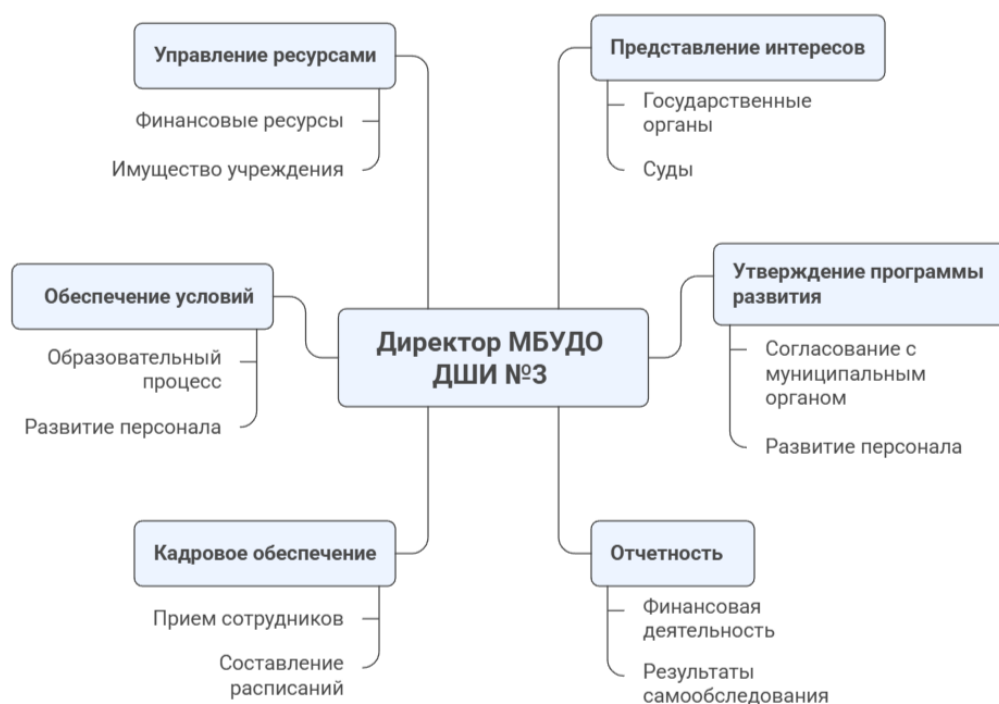 Управление ресурсами
Финансовые ресурсы
Имущество учреждения
Представление интересов
Государственные
органы
Суды
Обеспечение условий
Образовательный
процесс
Развитие персонала
Директор МБУДО
ДШИ №3
Утверждение программы
развития
Согласование с
муниципальным
органом
Развитие персонала
Кадровое обеспечение
Прием сотрудников
Составление
расписаний
Отчетность
Финансовая
деятельность
Результаты
самообследования